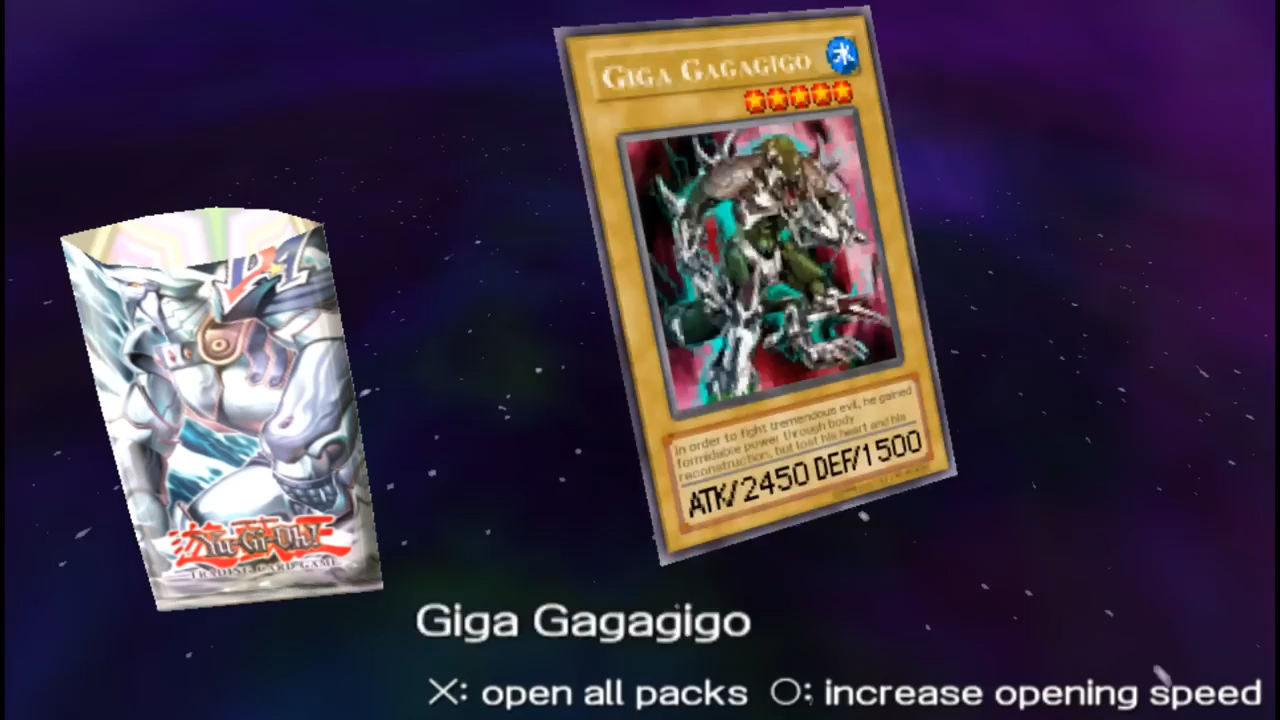 GIGA GAGAGIGO
水
In order to fight tremendous evil, he gained
formidable power through body
reconstruction, but lost his heart and his
ATK/2450 DEF/1500
Yu-Gi-Oh!
TRADING CARD GAME
Giga Gagagigo
X: open all packs O: increase opening speed